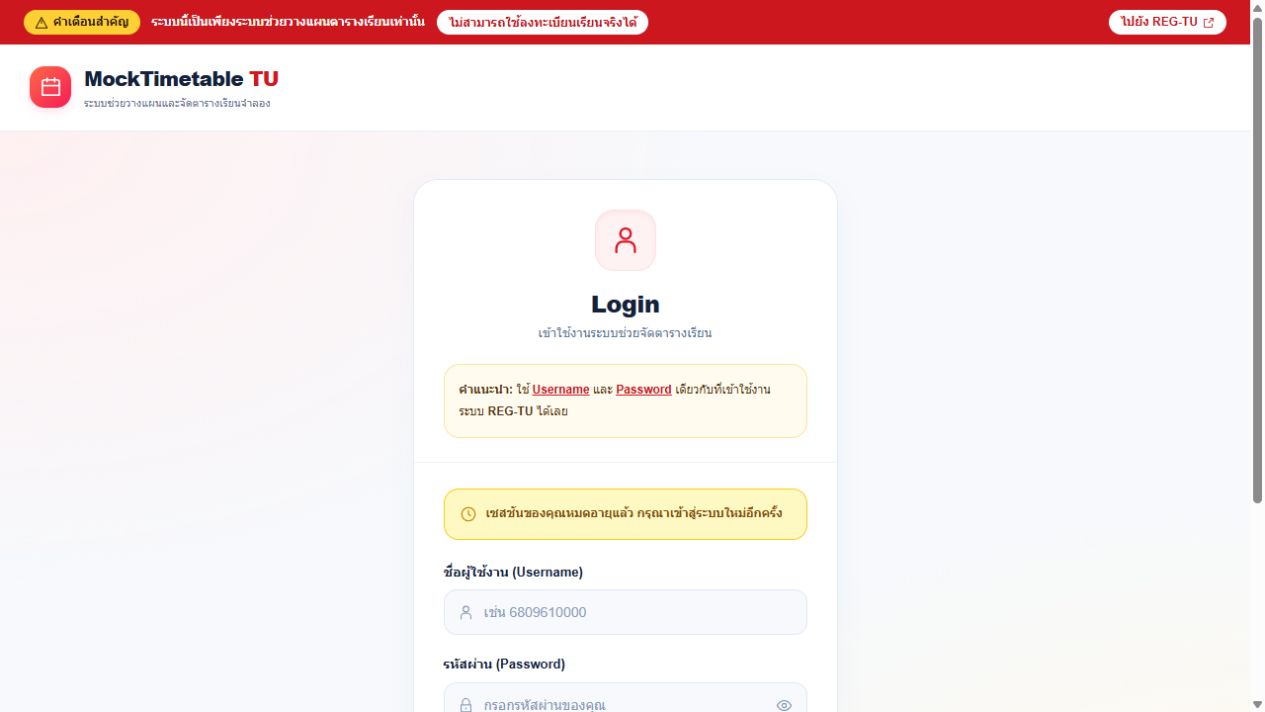 คำเตือนสำคัญ ระบบนี้เป็นเพียงระบบช่วยวางแผนตารางเรียนเท่านั้น ไม่สามารถใช้ลงทะเบียนเรียนจริงได้ ไปยัง REG-TU
MockTimetable TU
ระบบช่วยวางแผนและจัดตารางเรียนจำลอง
Login
เข้าใช้งานระบบช่วยจัดตารางเรียน
คำแนะนำ: ใช้ Username และ Password เดียวกับที่เข้าใช้งาน
ระบบ REG-TU ได้เลย
เซสชันของคุณหมดอายุแล้ว กรุณาเข้าสู่ระบบใหม่อีกครั้ง
ชื่อผู้ใช้งาน (Username)
เช่น 6809610000
รหัสผ่าน (Password)
กรอกรหัสผ่านของคุณ